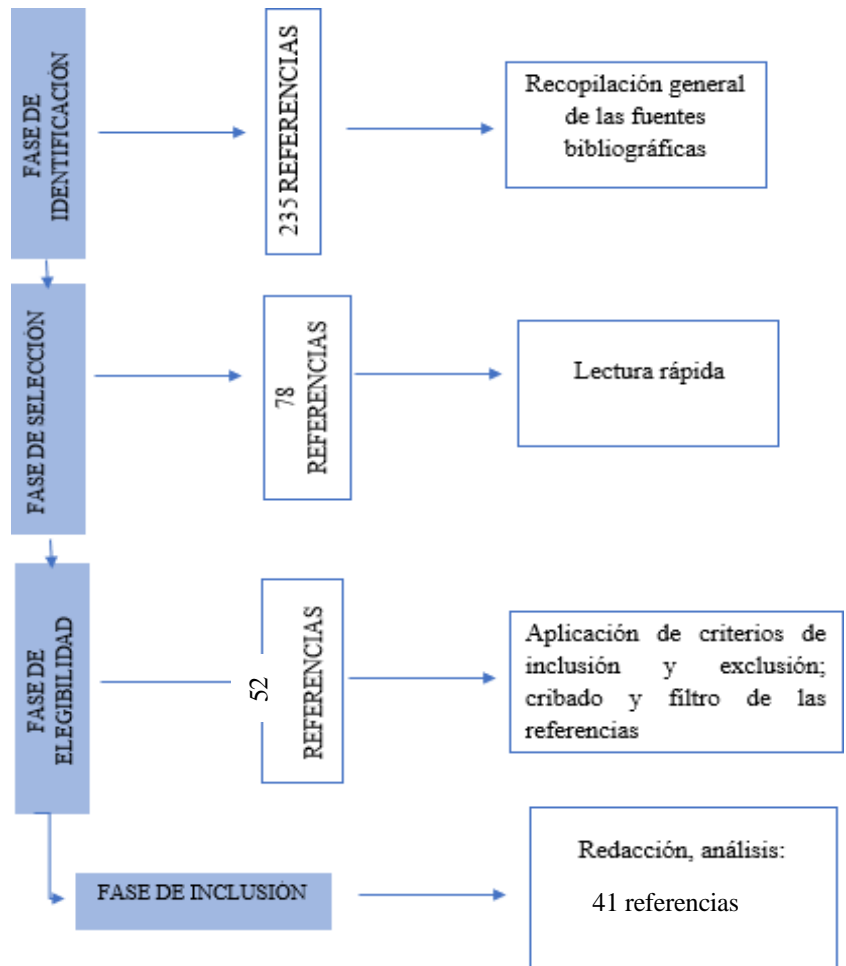 FASE DE
IDENTIFICACIÓN
235 REFERENCIAS
Recopilación general
de las fuentes
bibliográficas
FASE DE SELECCIÓN
78
REFERENCIAS
Lectura rápida
FASE DE
ELEGIBILIDAD
52
REFERENCIAS
Aplicación de criterios de
inclusión y exclusión;
cribado y filtro de las
referencias
FASE DE INCLUSIÓN
Redacción, análisis:
41 referencias